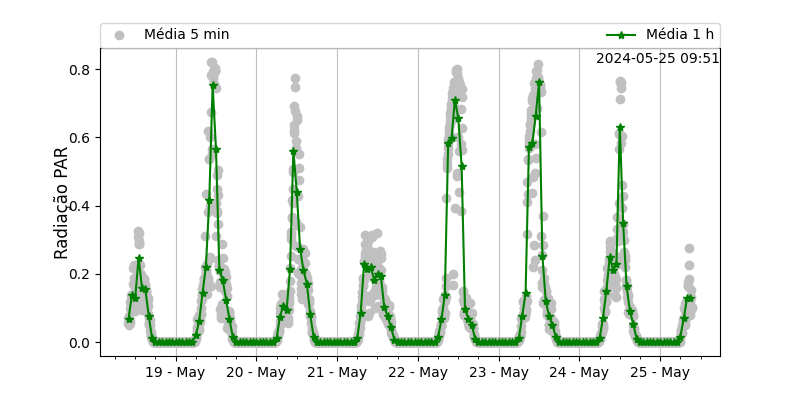 Média 5 min
Média 1 h
2024-05-25 09:51
Radiação PAR
0.8
0.6
0.4
0.2
0.0
19 - May
20 - May
21 - May
22 - May
23 - May
24 - May
25 - May